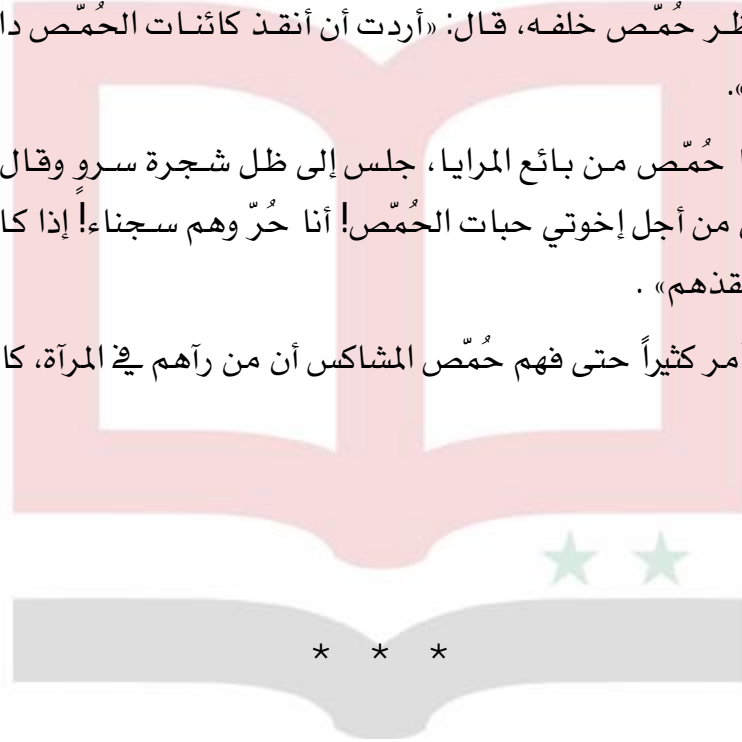 ظر حُمّص خلفه، قال: «أردت أن أنقذ كائنات الحُمّص دا
».
ا حُمّص من بائع المرايا، جلس إلى ظل شجرة سروٍ وقال
ن من أجل إخوتي حبات الحُمّص! أنا حُرّ وهم سجناء! إذا كا
قذهم» .
أمر كثيراً حتى فهم حُمّص المشاكس أن من رآهم في المرآة، كا
* * *